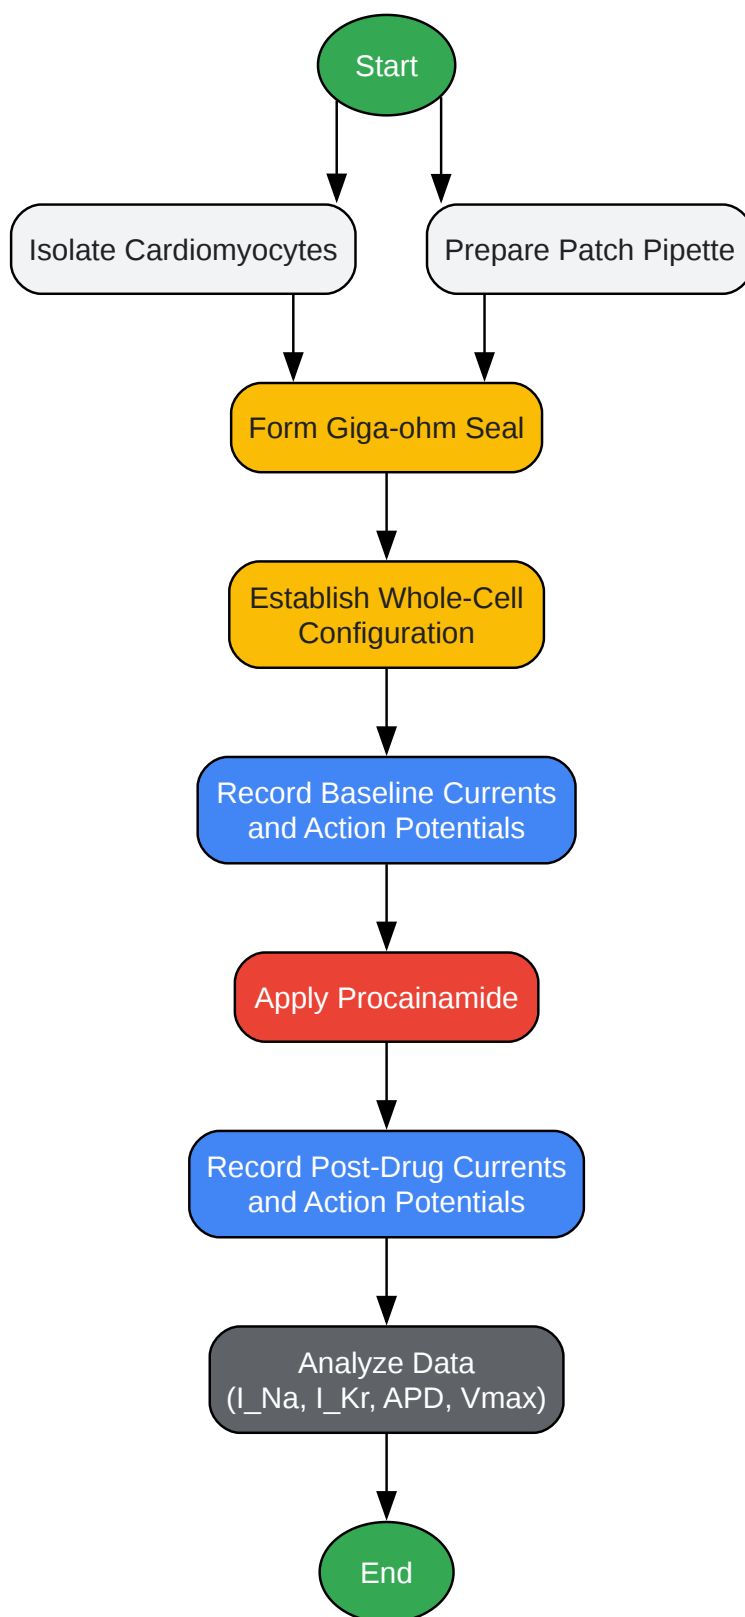 Start
Isolate Cardiomyocytes
Prepare Patch Pipette
Form Giga-ohm Seal
Establish Whole-Cell
Configuration
Record Baseline Currents
and Action Potentials
Apply Procainamide
Record Post-Drug Currents
and Action Potentials
Analyze Data
(I_Na, I_Kr, APD, Vmax)
End